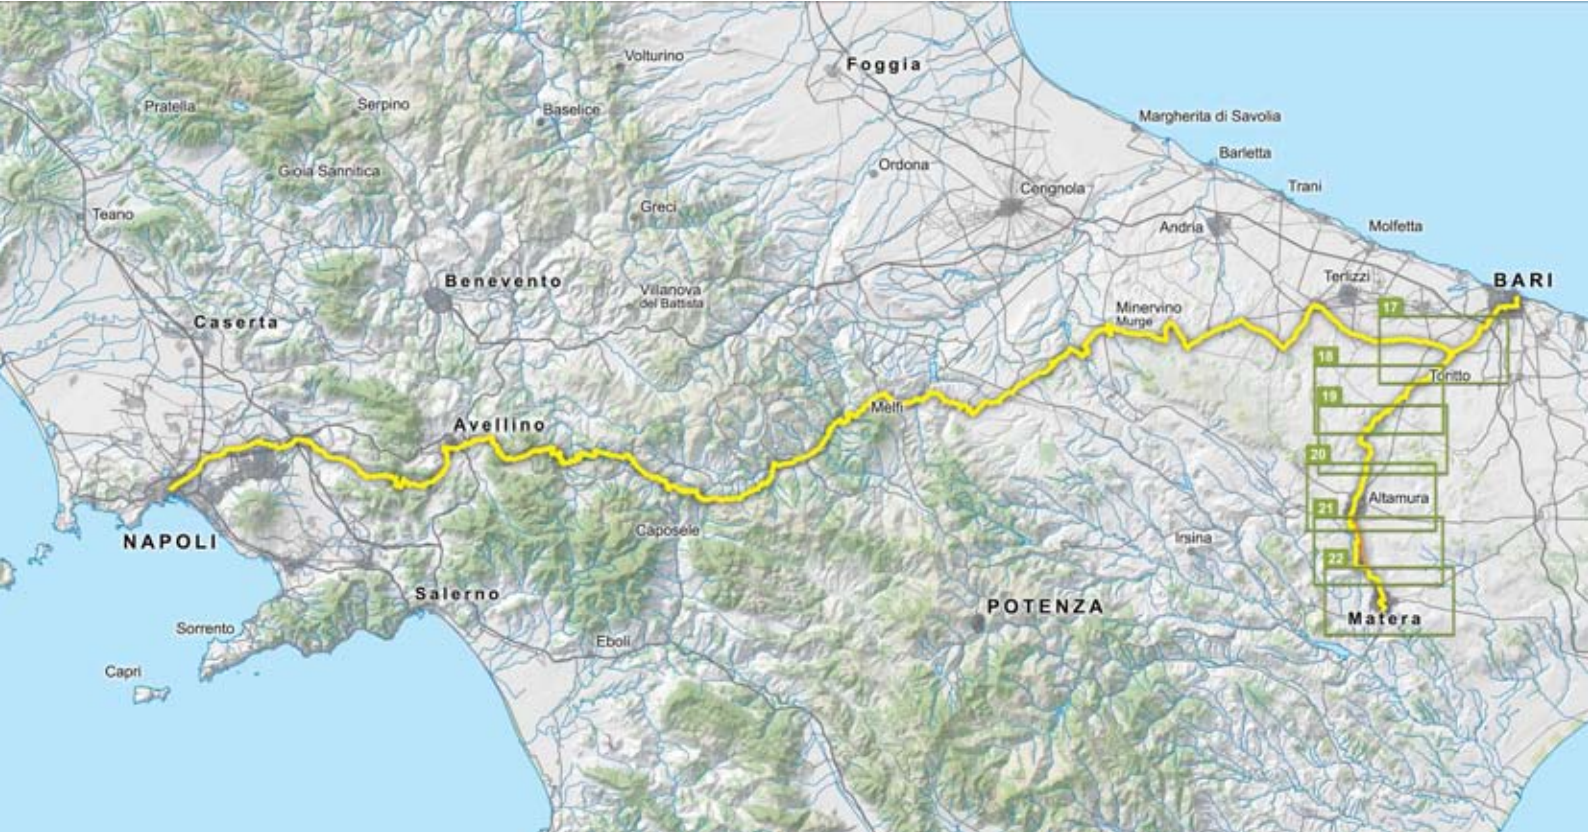 Volturino
Foggia
Pratella
Serpino
Baselice
Margherita di Savolia
Barletta
Gioia Sannitica
Ordona
Cerignola
Trani
Teano
Greci
Andria
Molfetta
Benevento
Villanova
del Battista
Terlizzi
BARI
Caserta
Minervino
Murge
17
18
Toritto
19
Melfi
Avellino
20
Altamura
21
NAPOLI
Caposele
Irsina
22
Salerno
POTENZA
Matera
Sorrento
Eboli
Capri